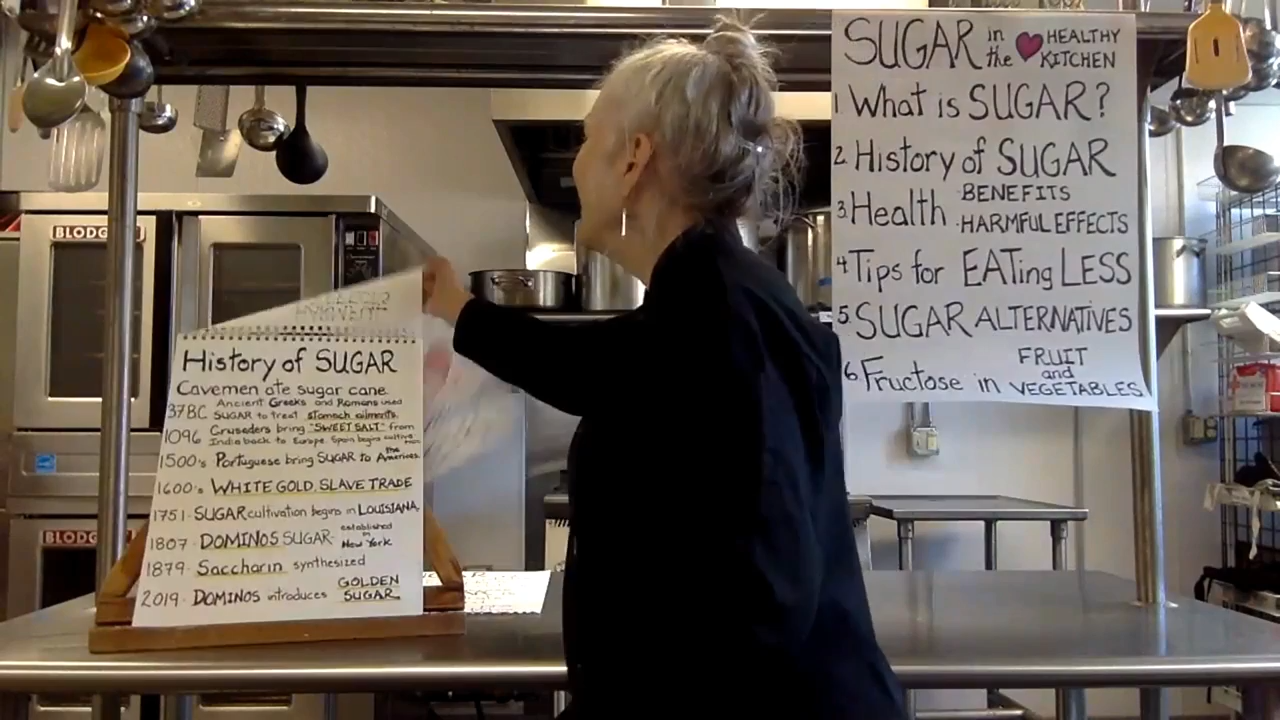 SUGAR in the HEALTHY KITCHEN
1. What is SUGAR?
2. History of SUGAR
3. Health · BENEFITS
· HARMFUL EFFECTS
4 Tips for EATing LESS
5. SUGAR ALTERNATIVES
6 Fructose in FRUIT and VEGETABLES
BLODG
BLODG
History of SUGAR
Cavemen ate sugar cane.
Ancient Greeks and Romans used
37BC SUGAR to treat stomach ailments.
1096 Crusaders bring "SWEET SALT" from
India back to Europe. Spain begins
1500's Portuguese bring SUGAR to the Americas.
1600's WHITE GOLD, SLAVE TRADE
1751- SUGAR cultivation begins in LOUISIANA.
1807- DOMINOS SUGAR- established in New York
1879- Saccharin synthesized
2019- DOMINOS introduces GOLDEN SUGAR.